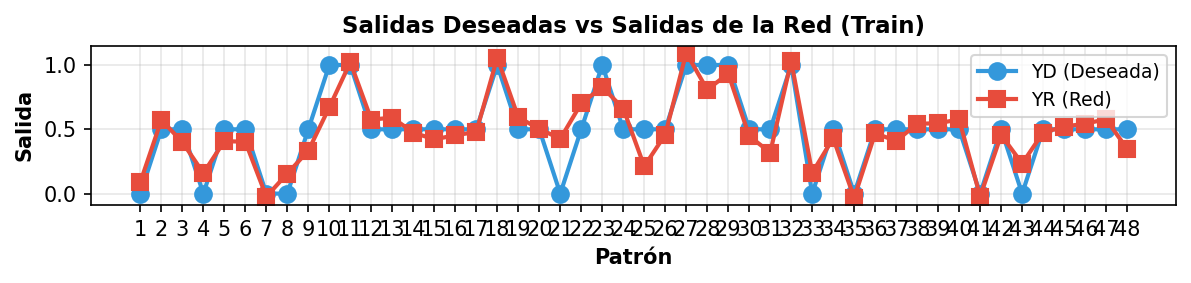 Salidas Deseadas vs Salidas de la Red (Train)
1.0
0.5
0.0
Salida
YD (Deseada)
YR (Red)
1 2 3 4 5 6 7 8 9 10 11 12 13 14 15 16 17 18 19 20 21 22 23 24 25 26 27 28 29 30 31 32 33 34 35 36 37 38 39 40 41 42 43 44 45 46 47 48
Patrón